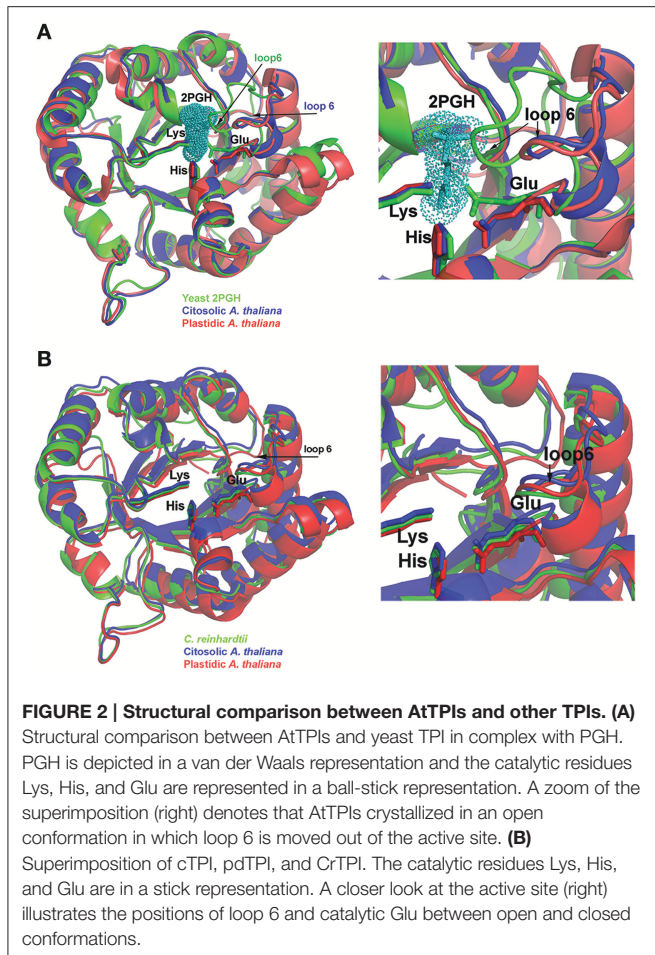 A
2PGH
loop6
loop 6
Lys
Glu
His
Yeast 2PGH
Citosolic A. thaliana
Plastidic A. thaliana
2PGH
loop 6
Glu
Lys
His
B
loop 6
Lys
Glu
His
C. reinhardtii
Citosolic A. thaliana
Plastidic A. thaliana
loop6
Glu
Lys
His
FIGURE 2 | Structural comparison between AtTPIs and other TPIs. (A)
Structural comparison between AtTPIs and yeast TPI in complex with PGH.
PGH is depicted in a van der Waals representation and the catalytic residues
Lys, His, and Glu are represented in a ball-stick representation. A zoom of the
superimposition (right) denotes that AtTPIs crystallized in an open
conformation in which loop 6 is moved out of the active site. (B)
Superimposition of cTPI, pdTPI, and CrTPI. The catalytic residues Lys, His,
and Glu are in a stick representation. A closer look at the active site (right)
illustrates the positions of loop 6 and catalytic Glu between open and closed
conformations.